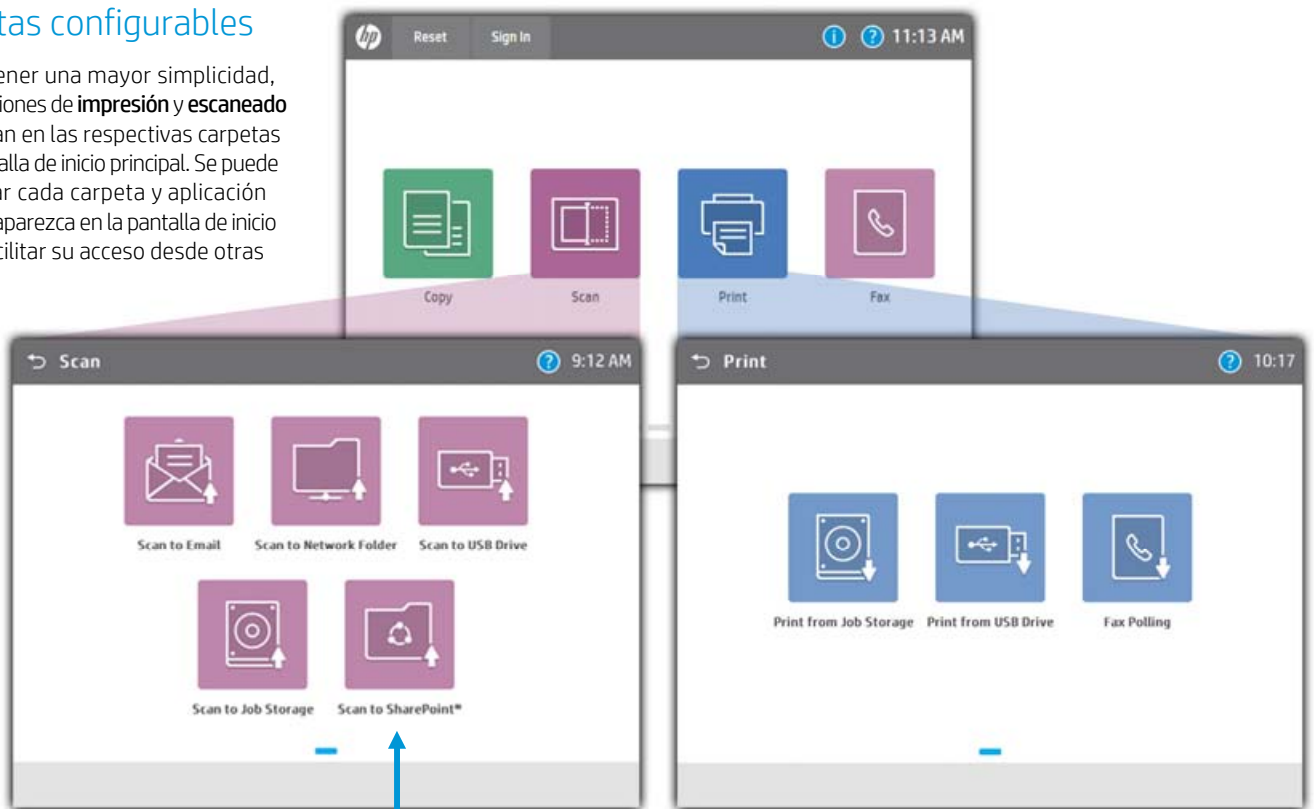 tas configurables
ener una mayor simplicidad,
iones de impresión y escaneado
an en las respectivas carpetas
alla de inicio principal. Se puede
ar cada carpeta y aplicación
aparezca en la pantalla de inicio
cilitar su acceso desde otras
hp Reset Sign In i ? 11:13 AM
Copy Scan Print Fax
Scan ? 9:12 AM
Scan to Email Scan to Network Folder Scan to USB Drive
Scan to Job Storage Scan to SharePoint®
Print ? 10:17
Print from Job Storage Print from USB Drive Fax Polling